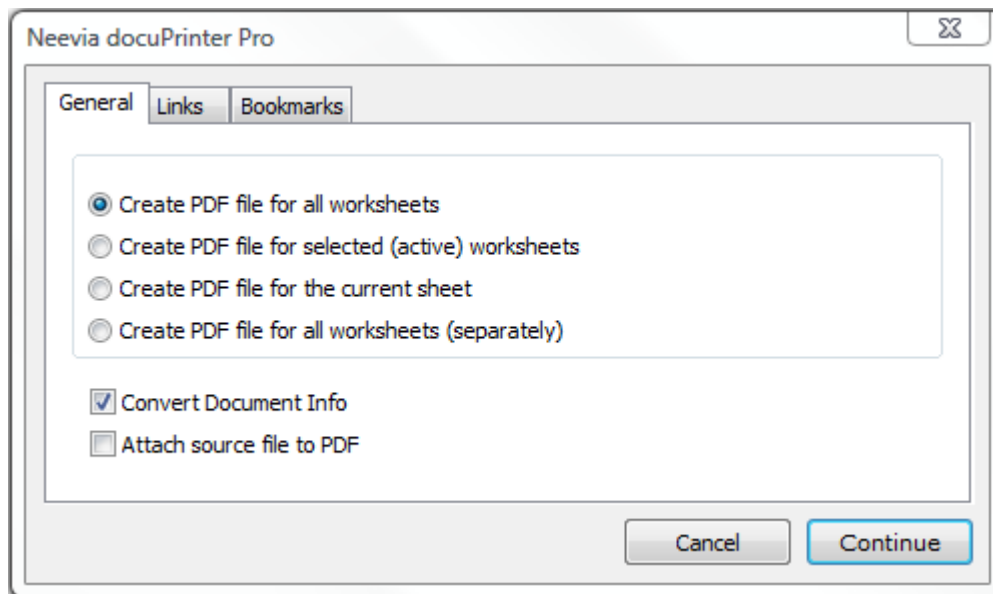 Neevia docuPrinter Pro
General Links Bookmarks
Create PDF file for all worksheets
Create PDF file for selected (active) worksheets
Create PDF file for the current sheet
Create PDF file for all worksheets (separately)
Convert Document Info
Attach source file to PDF
Cancel Continue